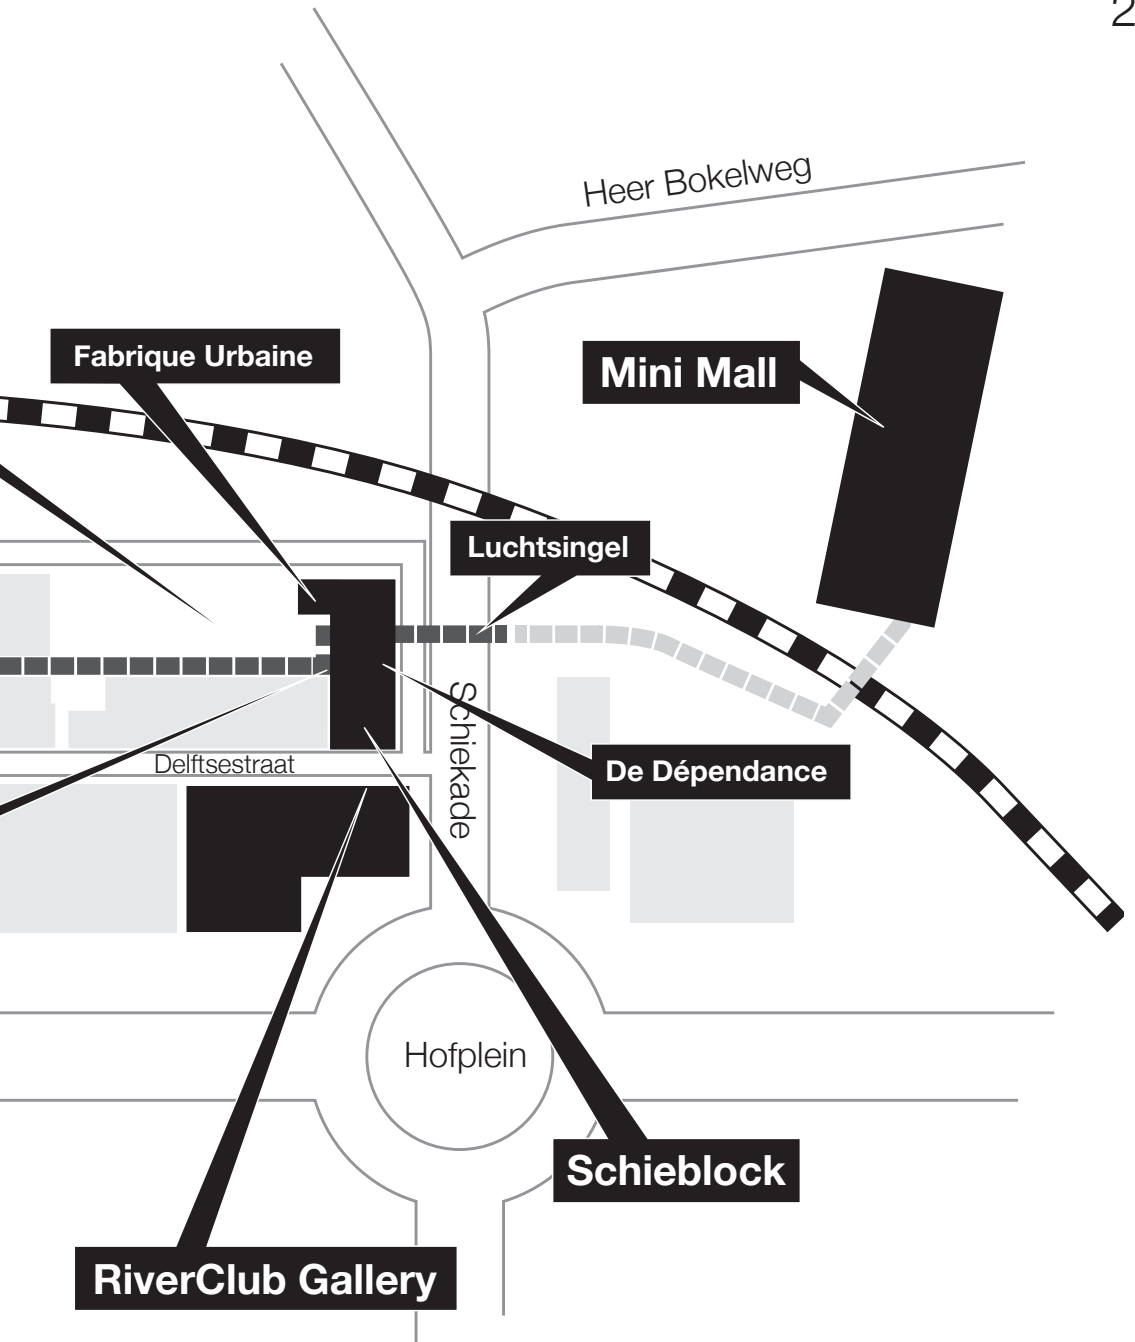 2
Heer Bokelweg
Fabrique Urbaine
Mini Mall
Luchtsingel
Schiekade
Delftsestraat
De Dépendance
Hofplein
Schieblock
RiverClub Gallery